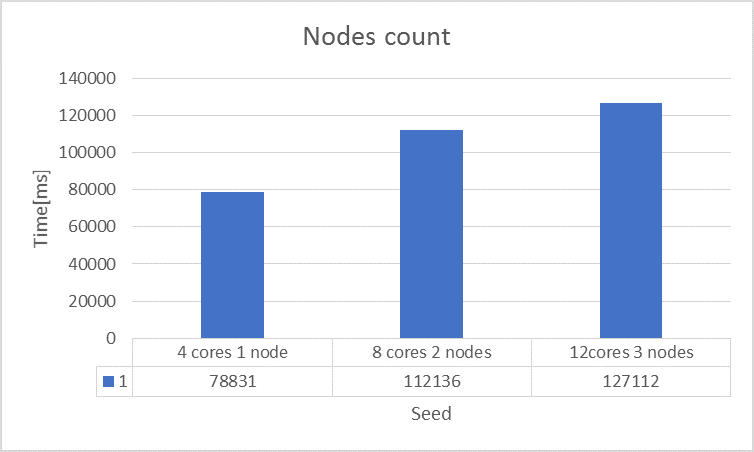 Nodes count
Time[ms]
140000
120000
100000
80000
60000
40000
20000
0
4 cores 1 node 8 cores 2 nodes 12cores 3 nodes
1 78831 112136 127112
Seed